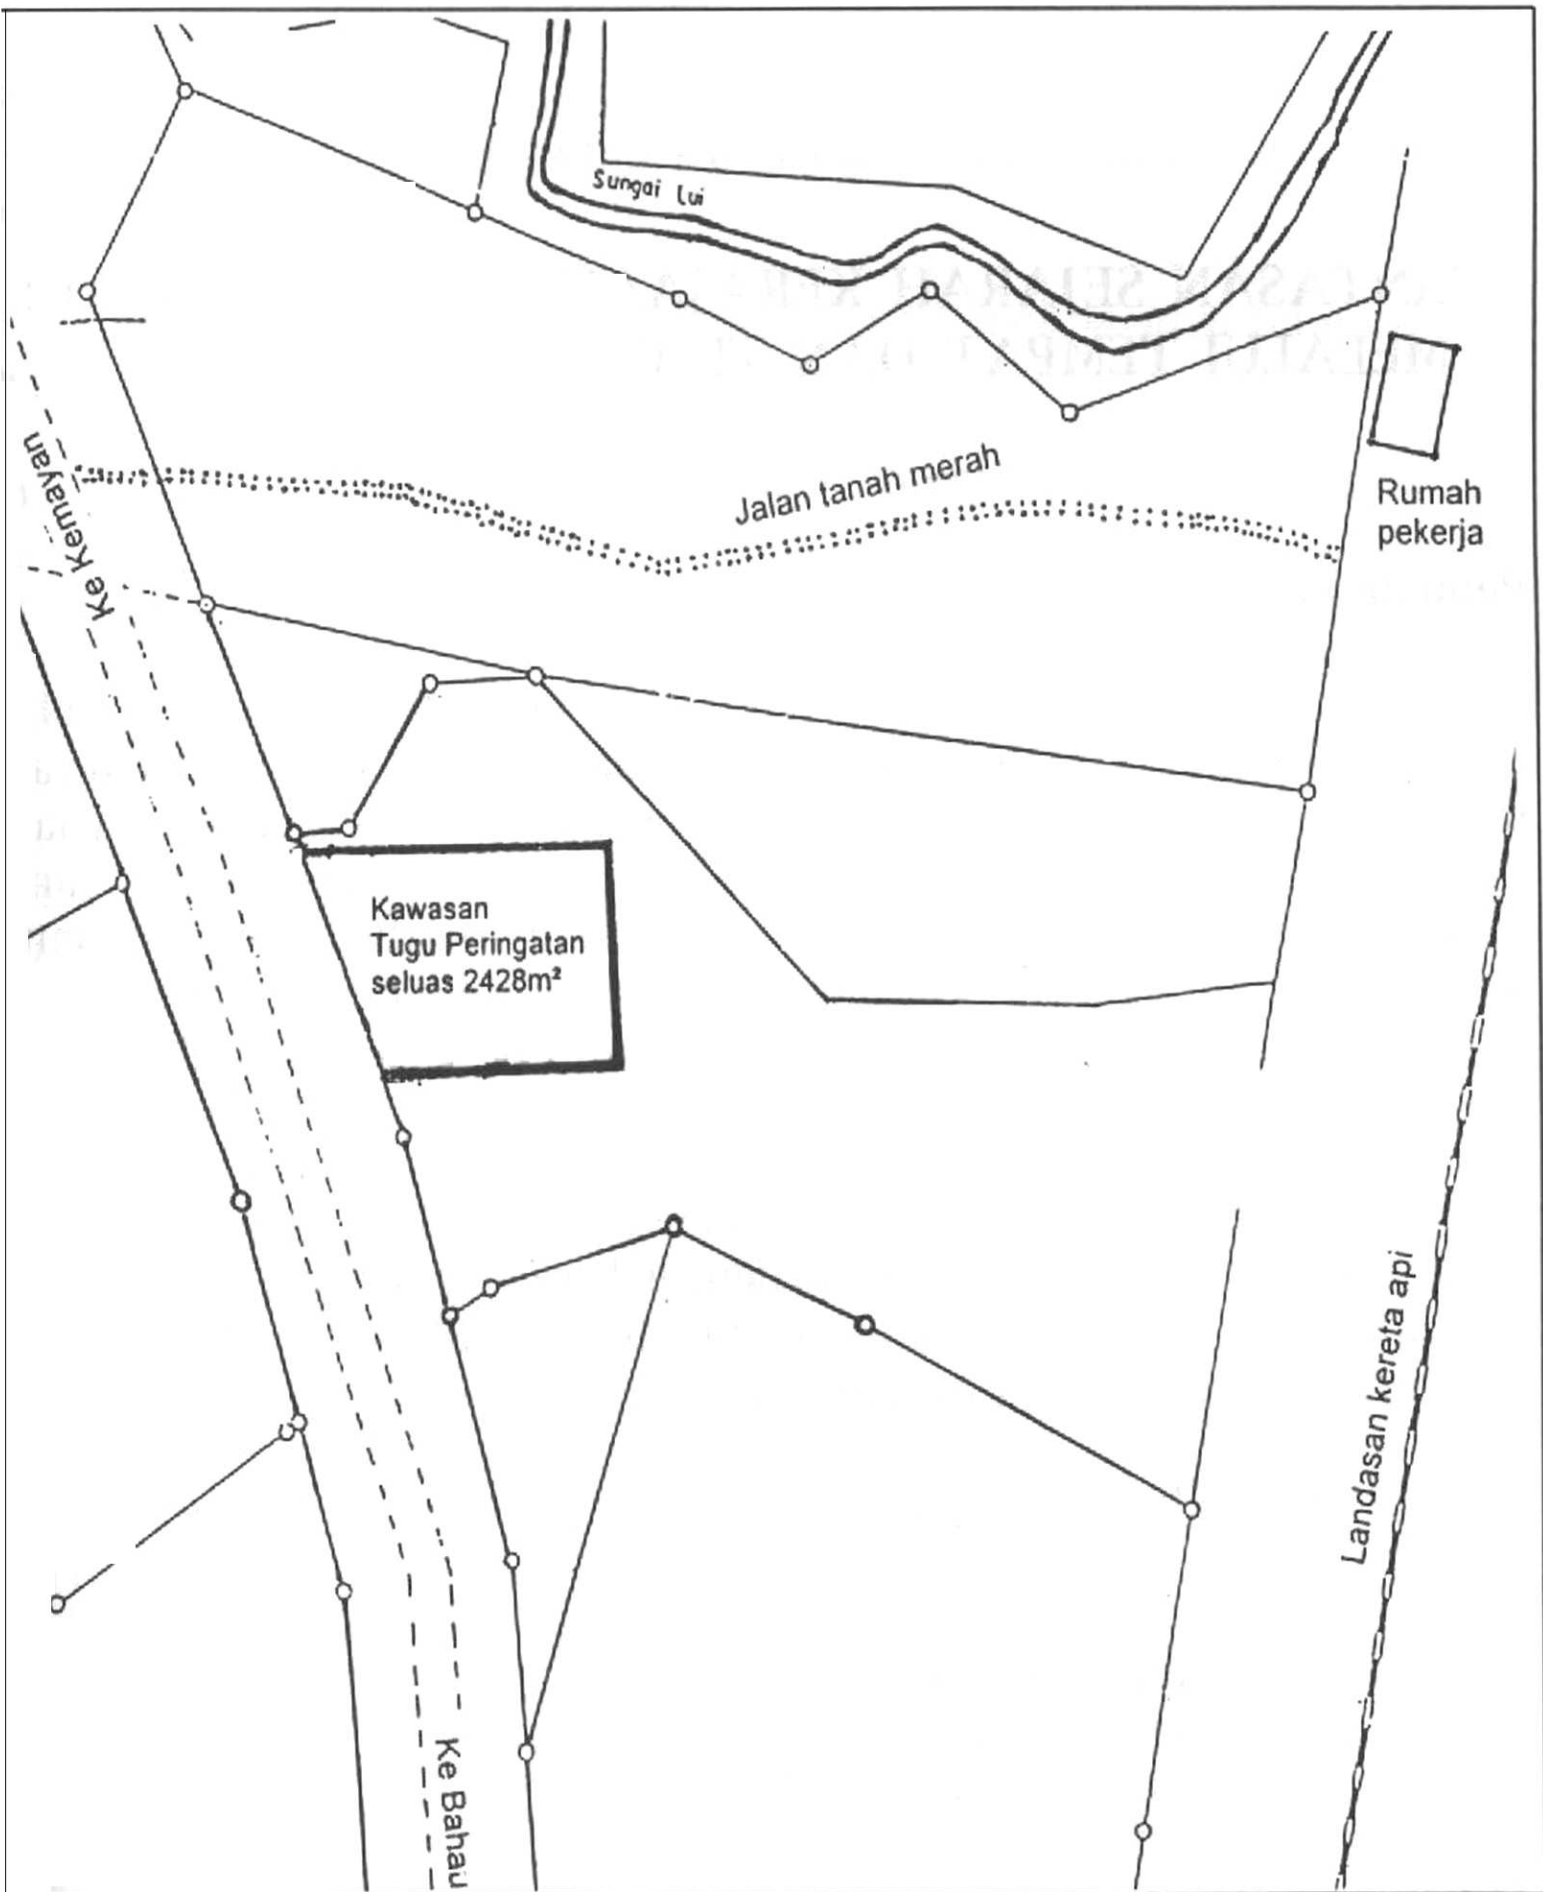 Sungai Lui
Ke Kemayan
Jalan tanah merah
Rumah
pekerja
Kawasan
Tugu Peringatan
seluas 2428m²
Landasan kereta api
Ke Bahau